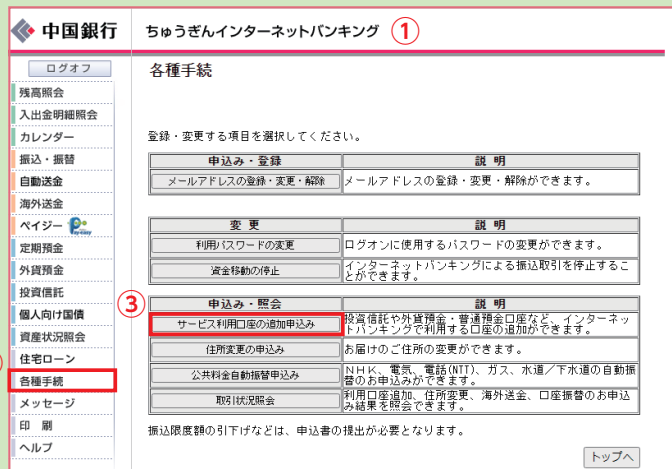 中国銀行
ちゅうぎんインターネットバンキング ①
ログオフ
残高照会
入出金明細照会
カレンダー
振込・振替
自動送金
海外送金
ペイジー
定期預金
外貨預金
投資信託
個人向け国債
資産状況照会
住宅ローン
各種手続
メッセージ
印 刷
ヘルプ
各種手続
登録・変更する項目を選択してください。
申込み・登録 説 明
メールアドレスの登録・変更・解除 メールアドレスの登録・変更・解除ができます。
変 更 説 明
利用パスワードの変更 ログオンに使用するパスワードの変更ができます。
資金移動の停止 インターネットバンキングによる振込取引を停止するこ
とができます。
③
申込み・照会 説 明
サービス利用口座の追加申込み 投資信託や外貨預金・普通預金口座など、インターネッ
トバンキングで利用する口座の追加ができます。
住所変更の申込み お届けのご住所の変更ができます。
公共料金自動振替申込み NHK、電気、電話(NTT)、ガス、水道/下水道の自動振
替のお申込みができます。
取引状況照会 利用口座追加、住所変更、海外送金、口座振替のお申込
み結果を照会できます。
振込限度額の引下げなどは、申込書の提出が必要となります。
トップへ